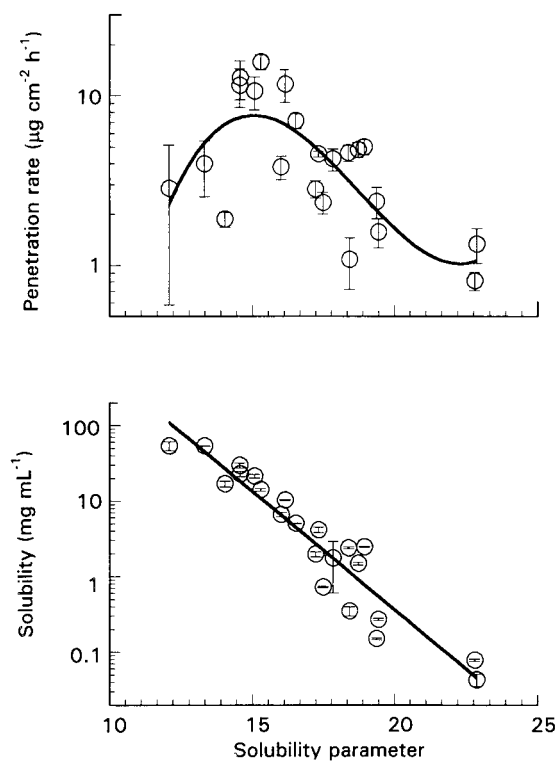 Penetration rate (μg cm⁻² h⁻¹)
10
1
Solubility (mg mL⁻¹)
100
10
1
0.1
10 15 20 25
Solubility parameter